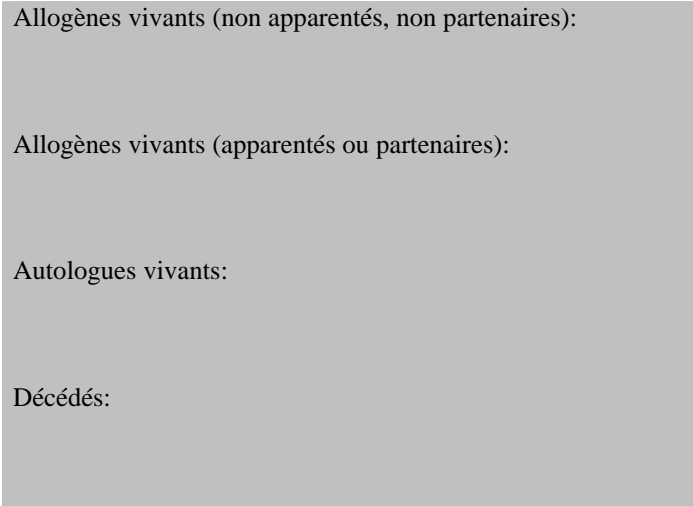 Allogènes vivants (non apparentés, non partenaires):
Allogènes vivants (apparentés ou partenaires):
Autologues vivants:
Décédés: